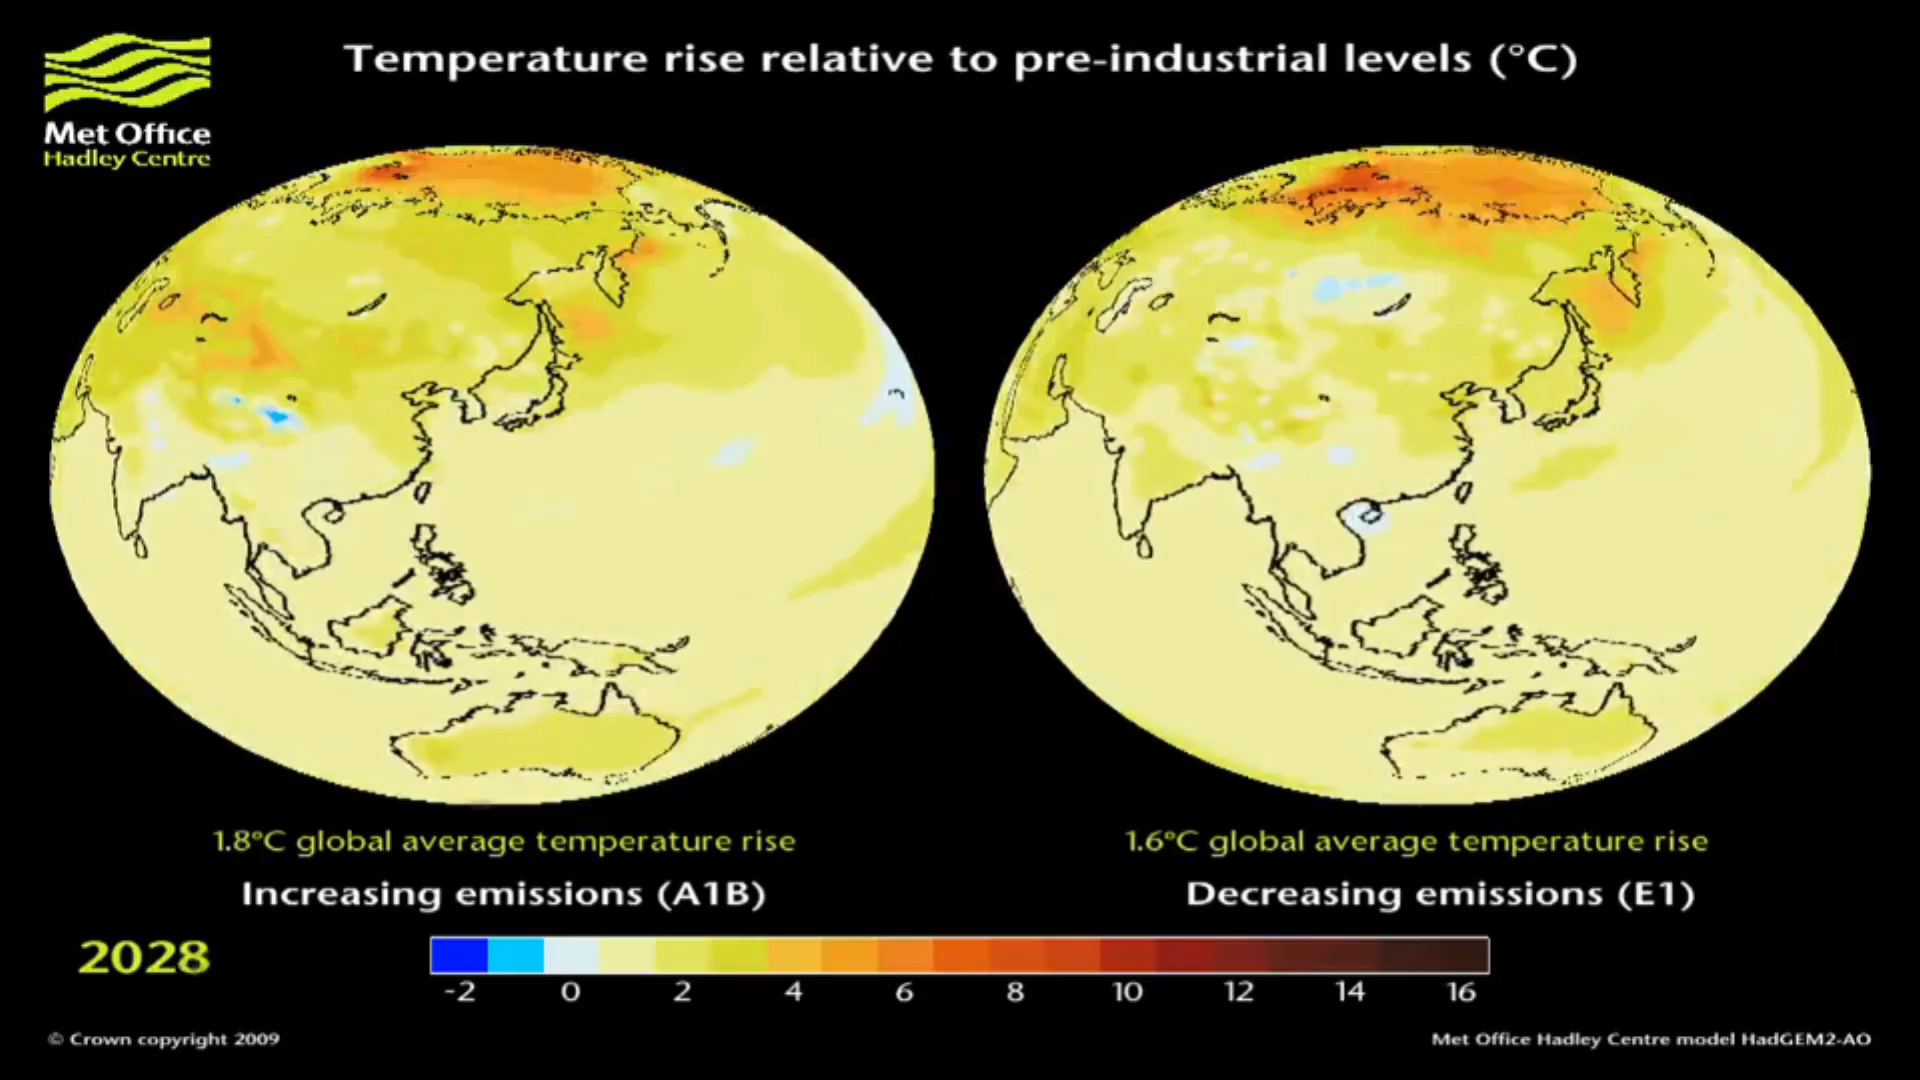 Temperature rise relative to pre-industrial levels (°C)
Met Office
Hadley Centre
1.8°C global average temperature rise
1.6°C global average temperature rise
Increasing emissions (A1B)
Decreasing emissions (E1)
2028
-2 0 2 4 6 8 10 12 14 16
© Crown copyright 2009
Met Office Hadley Centre model HadGEM2-AO